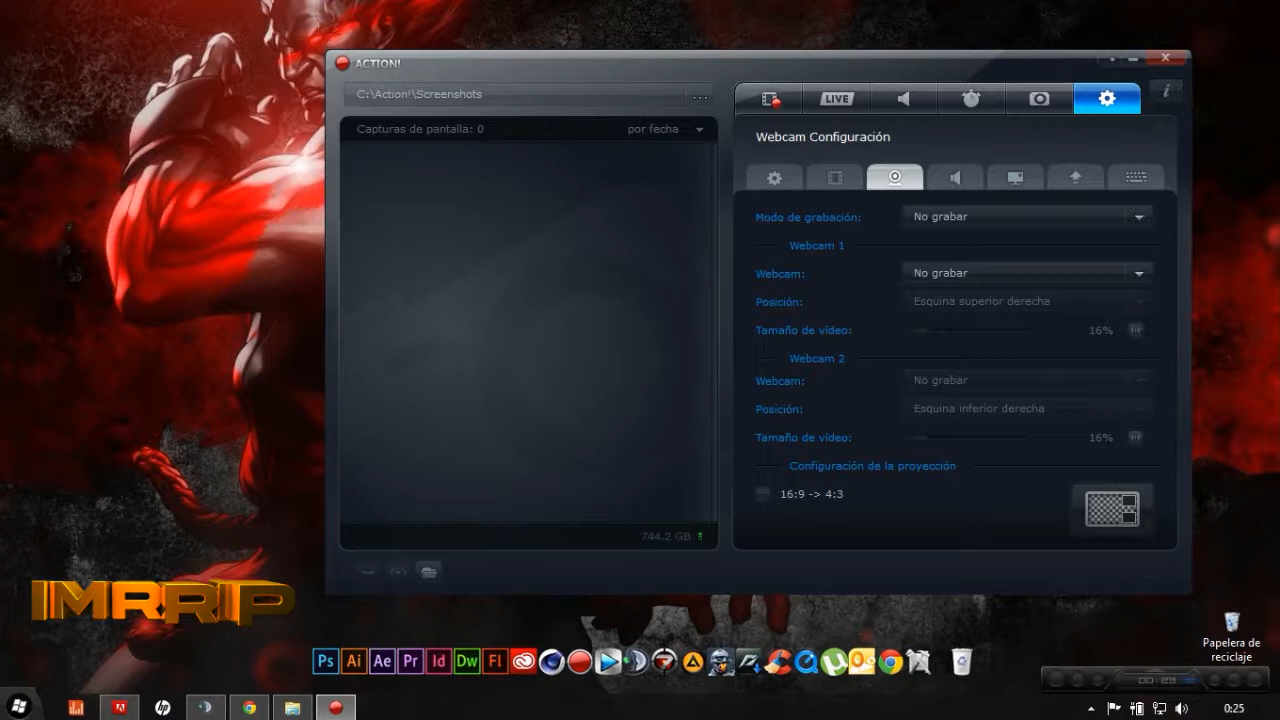 ACTION!
C:\Action!\Screenshots
...
LIVE
i
Capturas de pantalla: 0
por fecha
Webcam Configuración
Modo de grabación:
No grabar
Webcam 1
Webcam:
No grabar
Posición:
Esquina superior derecha
Tamaño de vídeo:
16%
Webcam 2
Webcam:
No grabar
Posición:
Esquina inferior derecha
Tamaño de vídeo:
16%
Configuración de la proyección
16:9 -> 4:3
744.2 GB
IMRRIP
Ps
Ai
Ae
Pr
Id
Dw
Fl
Papelera de
reciclaje
hp
0:25